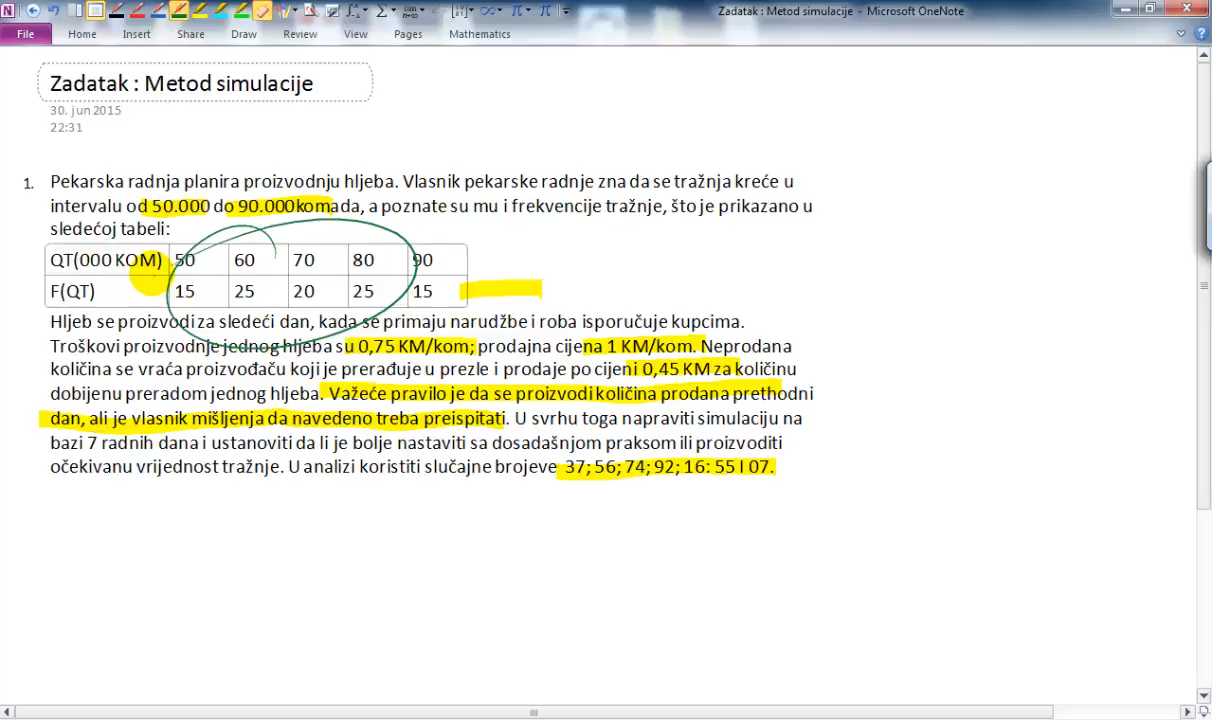 Zadatak : Metod simulacije - Microsoft OneNote
File Home Insert Share Draw Review View Pages Mathematics
Zadatak : Metod simulacije
30. jun 2015
22:31
1. Pekarska radnja planira proizvodnju hljeba. Vlasnik pekarske radnje zna da se tražnja kreće u
intervalu od 50.000 do 90.000komada, a poznate su mu i frekvencije tražnje, što je prikazano u
sledećoj tabeli:
QT(000 KOM) 50 60 70 80 90
F(QT) 15 25 20 25 15
Hljeb se proizvodi za sledeći dan, kada se primaju narudžbe i roba isporučuje kupcima.
Troškovi proizvodnje jednog hljeba su 0,75 KM/kom; prodajna cijena 1 KM/kom. Neprodana
količina se vraća proizvođaču koji je prerađuje u prezle i prodaje po cijeni 0,45 KM za količinu
dobijenu preradom jednog hljeba. Važeće pravilo je da se proizvodi količina prodana prethodni
dan, ali je vlasnik mišljenja da navedeno treba preispitati. U svrhu toga napraviti simulaciju na
bazi 7 radnih dana i ustanoviti da li je bolje nastaviti sa dosadašnjom praksom ili proizvoditi
očekivanu vrijednost tražnje. U analizi koristiti slučajne brojeve 37; 56; 74; 92; 16: 55 I 07.